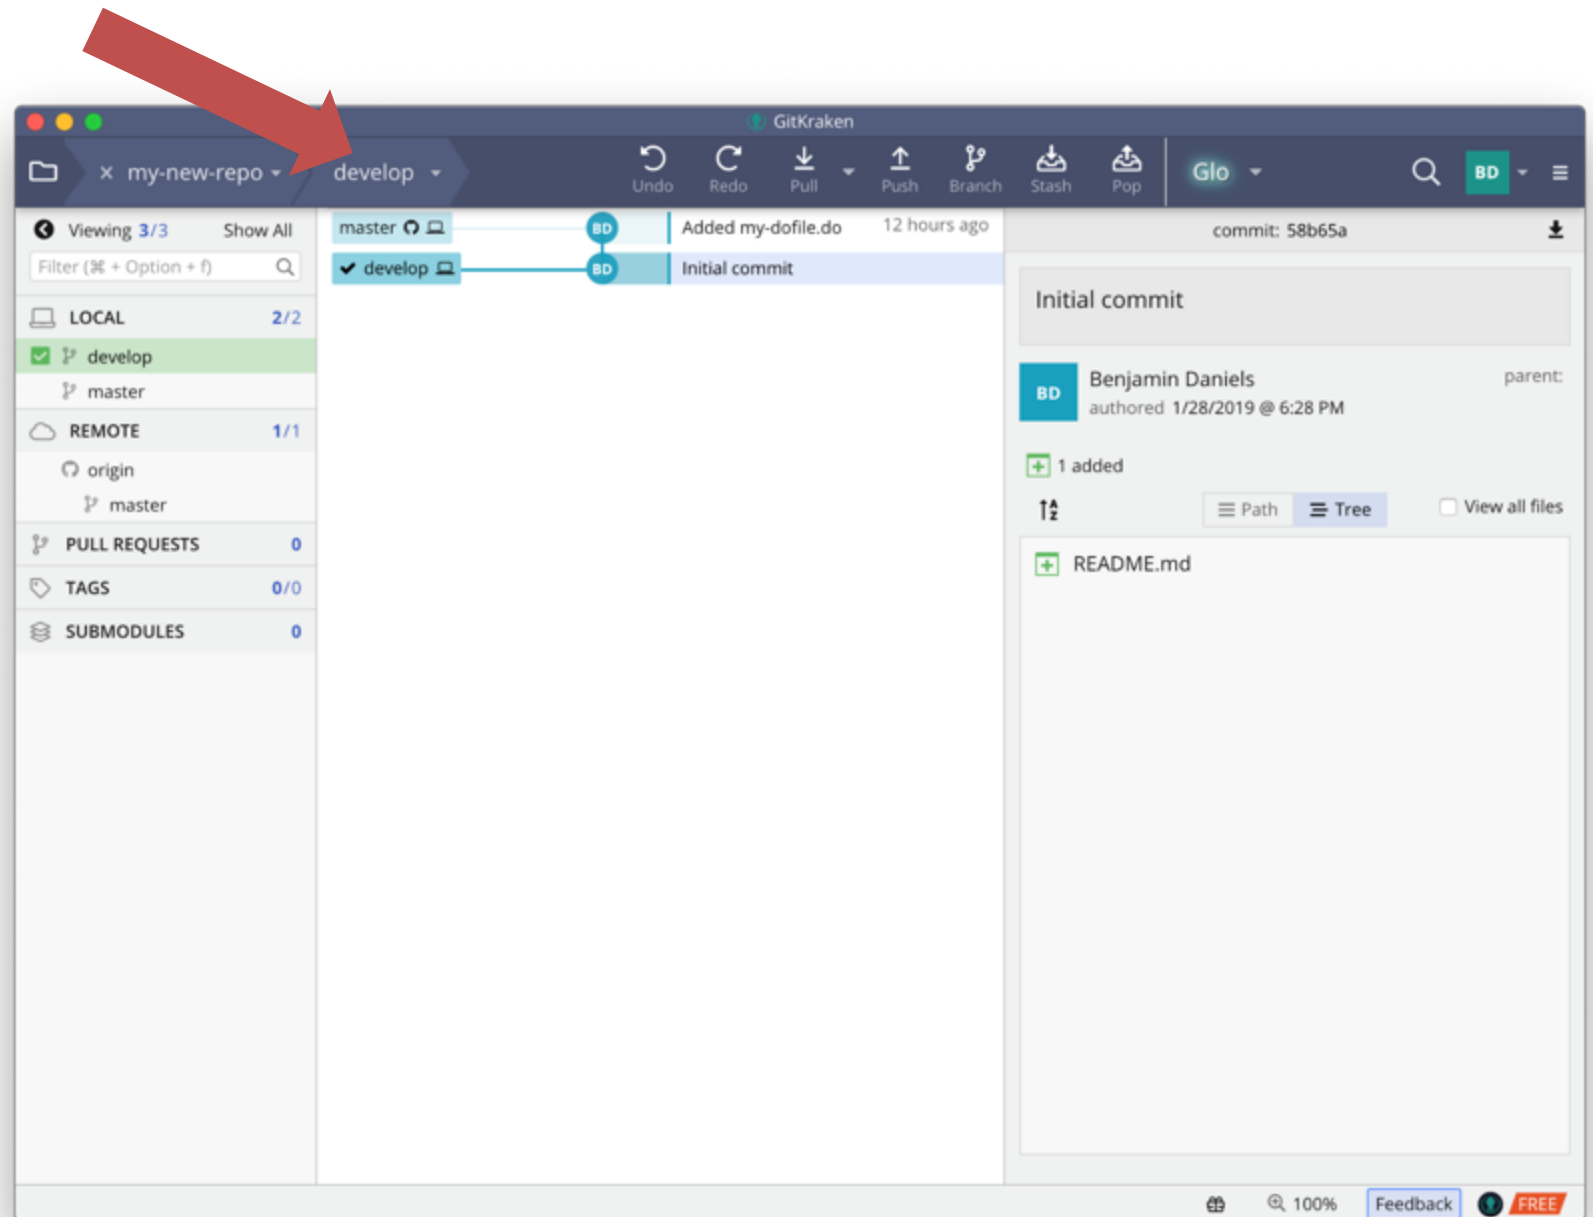 GitKraken
my-new-repo
develop
Undo
Redo
Pull
Push
Branch
Stash
Pop
Glo
BD
Viewing 3/3
Show All
Filter (⌘ + Option + f)
LOCAL 2/2
develop
master
REMOTE 1/1
origin
master
PULL REQUESTS 0
TAGS 0/0
SUBMODULES 0
master
BD
Added my-dofile.do
12 hours ago
develop
BD
Initial commit
commit: 58b65a
Initial commit
BD
Benjamin Daniels
parent:
authored 1/28/2019 @ 6:28 PM
1 added
A
Z
Path
Tree
View all files
README.md
100%
Feedback
FREE